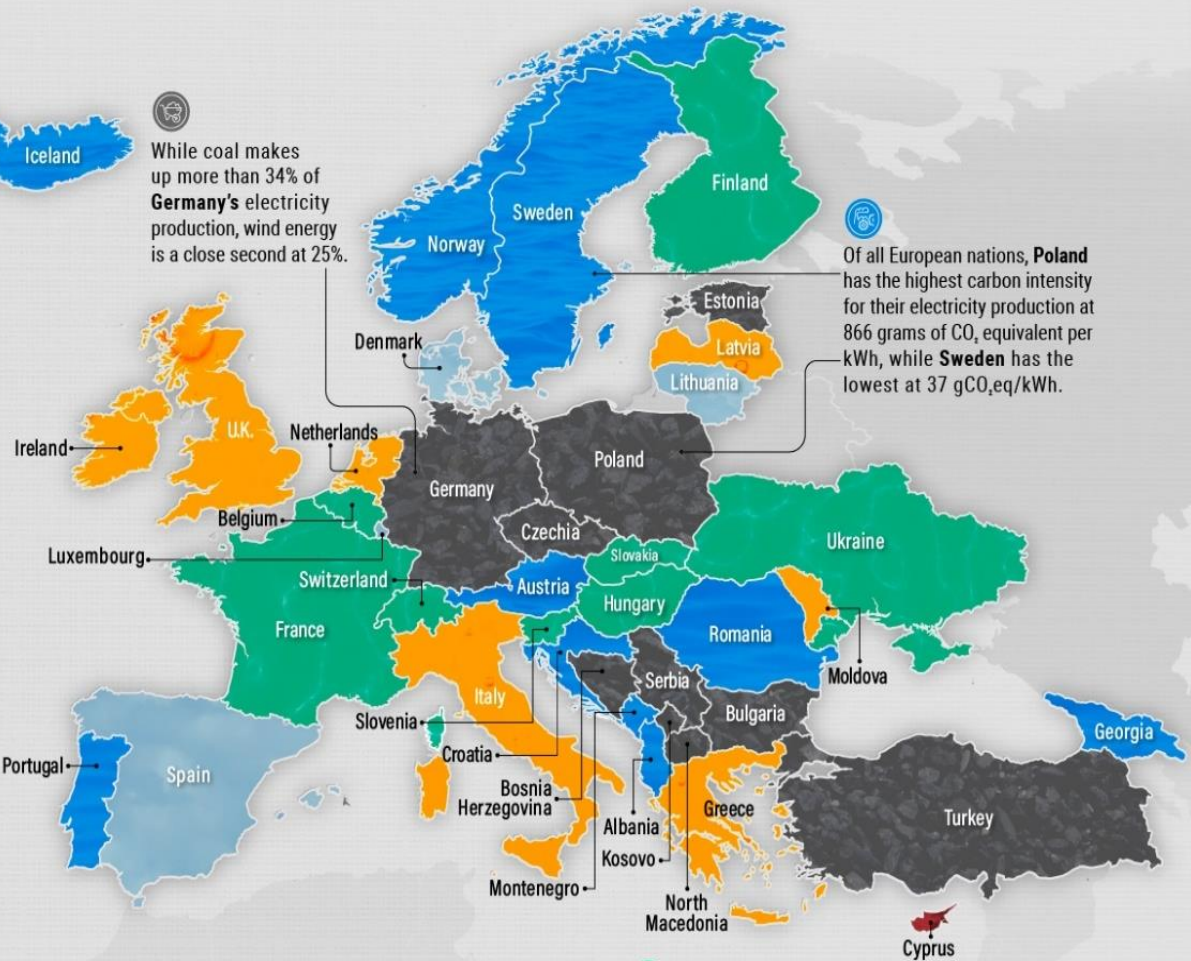 Iceland
While coal makes
up more than 34% of
Germany's electricity
production, wind energy
is a close second at 25%.
Finland
Sweden
Norway
Of all European nations, Poland
has the highest carbon intensity
for their electricity production at
866 grams of CO₂ equivalent per
kWh, while Sweden has the
lowest at 37 gCO₂eq/kWh.
Estonia
Denmark
Latvia
Lithuania
U.K.
Netherlands
Ireland
Poland
Germany
Belgium
Czechia
Ukraine
Luxembourg
Slovakia
Switzerland
Austria
Hungary
France
Romania
Moldova
Serbia
Italy
Bulgaria
Slovenia
Georgia
Croatia
Portugal
Spain
Bosnia
Herzegovina
Greece
Turkey
Albania
Kosovo
Montenegro
North
Macedonia
Cyprus